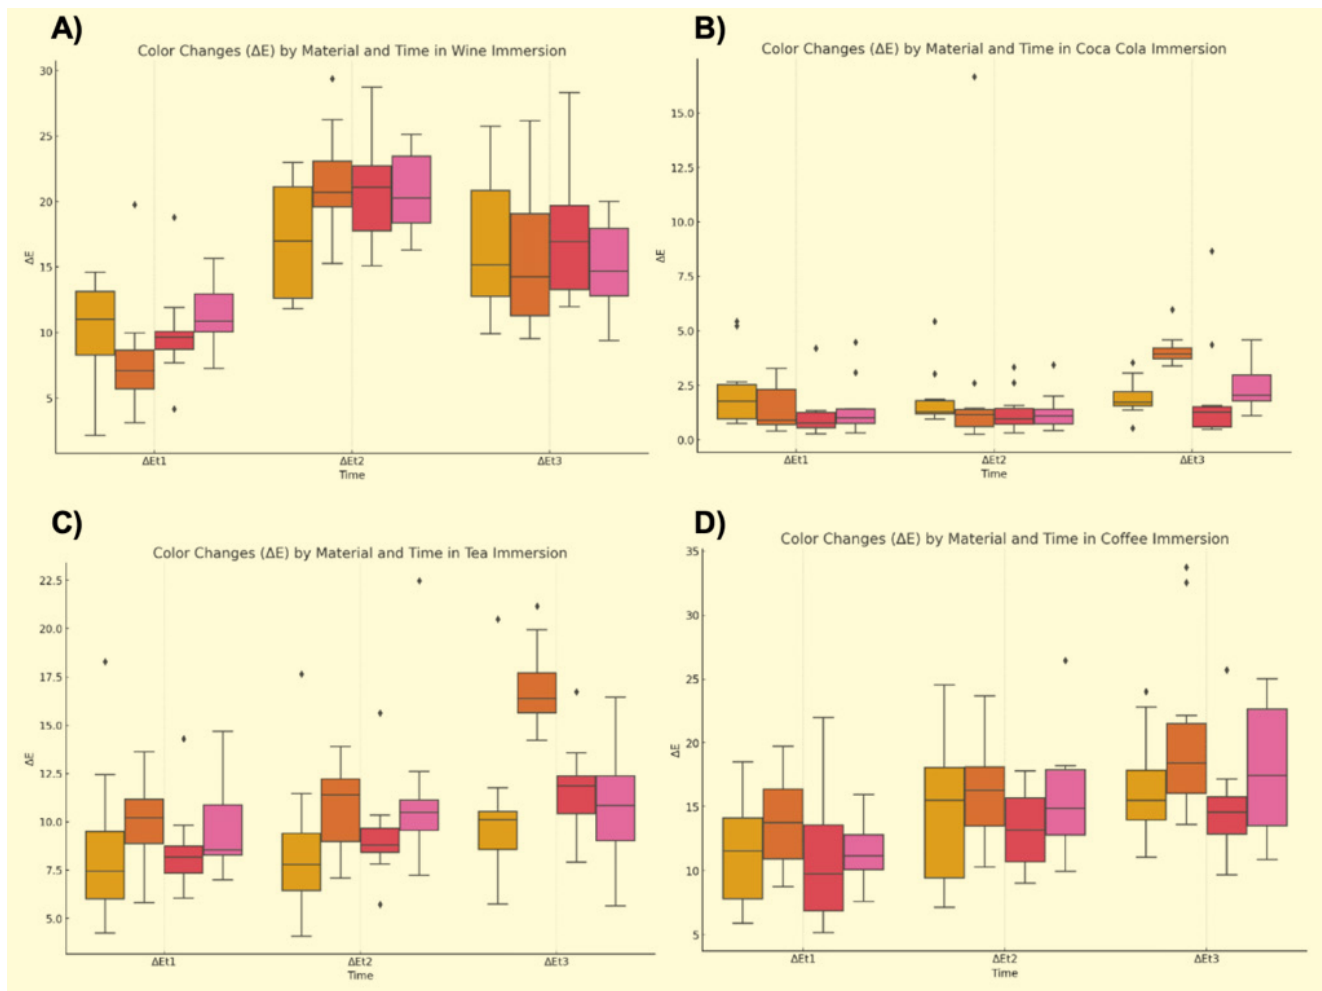 A)
Color Changes (ΔE) by Material and Time in Wine Immersion
30
25
20
15
10
5
ΔE
ΔEt1
ΔEt2
ΔEt3
Time
B)
Color Changes (ΔE) by Material and Time in Coca Cola Immersion
15.0
12.5
10.0
7.5
5.0
2.5
0.0
ΔE
ΔEt1
ΔEt2
ΔEt3
Time
C)
Color Changes (ΔE) by Material and Time in Tea Immersion
22.5
20.0
17.5
15.0
12.5
10.0
7.5
5.0
ΔE
ΔEt1
ΔEt2
ΔEt3
Time
D)
Color Changes (ΔE) by Material and Time in Coffee Immersion
35
30
25
20
15
10
5
ΔE
ΔEt1
ΔEt2
ΔEt3
Time